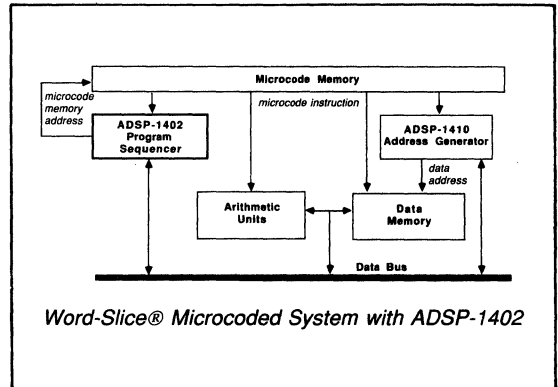 Microcode Memory
microcode
memory
address
microcode instruction
ADSP-1402
Program
Sequencer
ADSP-1410
Address Generator
data
address
Arithmetic
Units
Data
Memory
Data Bus
Word-Slice® Microcoded System with ADSP-1402